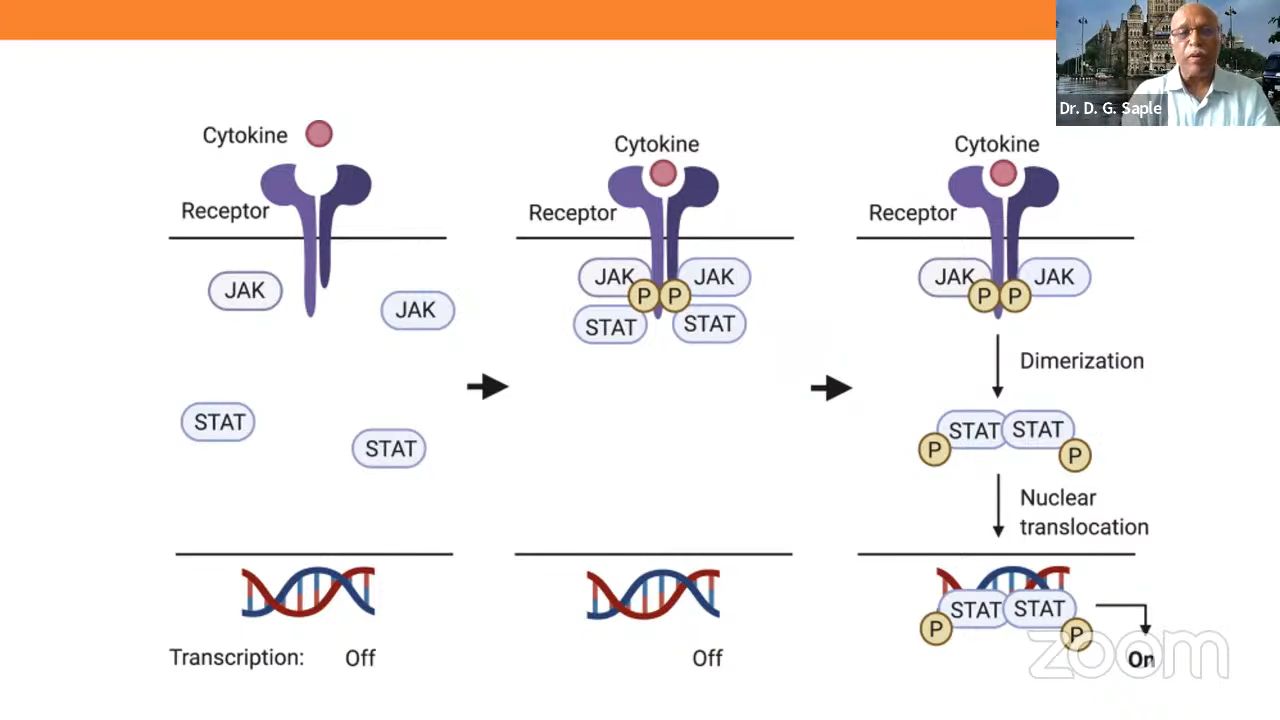 Dr. D. G. Saple
Cytokine
Receptor
JAK
JAK
STAT
STAT
Transcription: Off
Cytokine
Receptor
JAK JAK
P P
STAT STAT
Off
Cytokine
Receptor
JAK JAK
P P
Dimerization
STAT STAT
P P
Nuclear
translocation
STAT STAT
P P
On
zoom